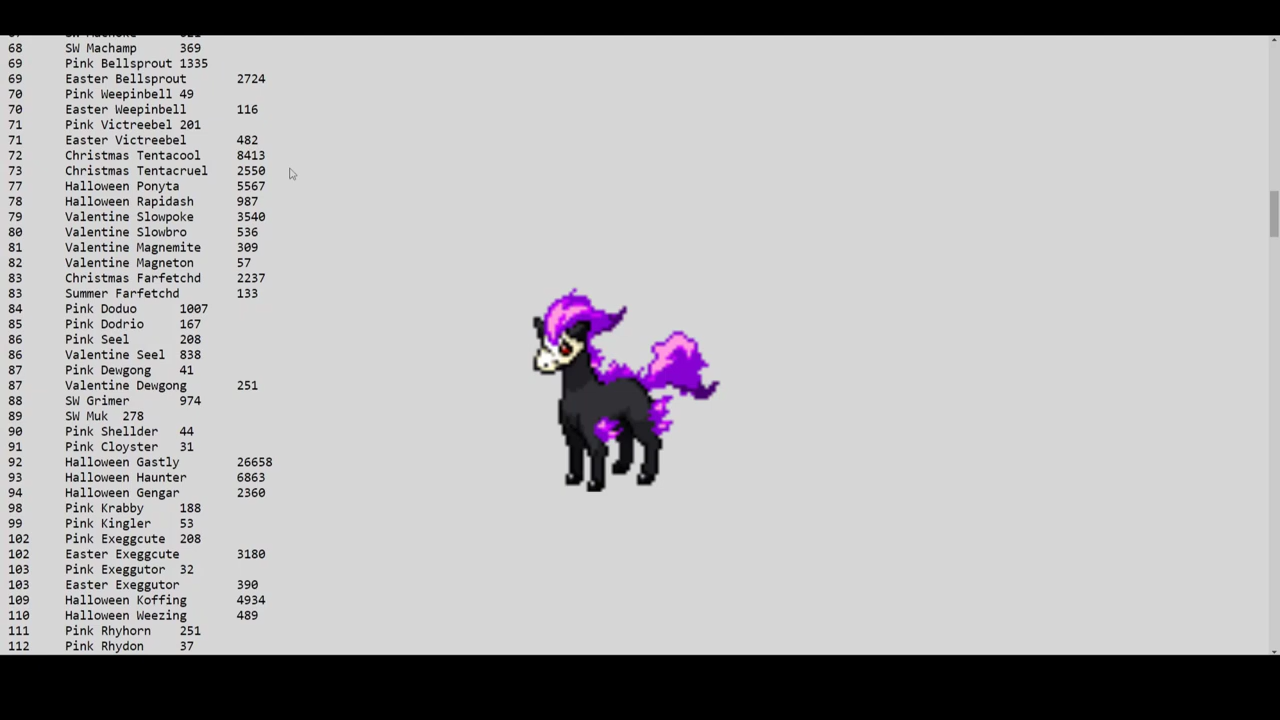 68 SW Machamp 369
69 Pink Bellsprout 1335
69 Easter Bellsprout 2724
70 Pink Weepinbell 49
70 Easter Weepinbell 116
71 Pink Victreebel 201
71 Easter Victreebel 482
72 Christmas Tentacool 8413
73 Christmas Tentacruel 2550
77 Halloween Ponyta 5567
78 Halloween Rapidash 987
79 Valentine Slowpoke 3540
80 Valentine Slowbro 536
81 Valentine Magnemite 309
82 Valentine Magneton 57
83 Christmas Farfetchd 2237
83 Summer Farfetchd 133
84 Pink Doduo 1007
85 Pink Dodrio 167
86 Pink Seel 208
86 Valentine Seel 838
87 Pink Dewgong 41
87 Valentine Dewgong 251
88 SW Grimer 974
89 SW Muk 278
90 Pink Shellder 44
91 Pink Cloyster 31
92 Halloween Gastly 26658
93 Halloween Haunter 6863
94 Halloween Gengar 2360
98 Pink Krabby 188
99 Pink Kingler 53
102 Pink Exeggcute 208
102 Easter Exeggcute 3180
103 Pink Exeggutor 32
103 Easter Exeggutor 390
109 Halloween Koffing 4934
110 Halloween Weezing 489
111 Pink Rhyhorn 251
112 Pink Rhydon 37